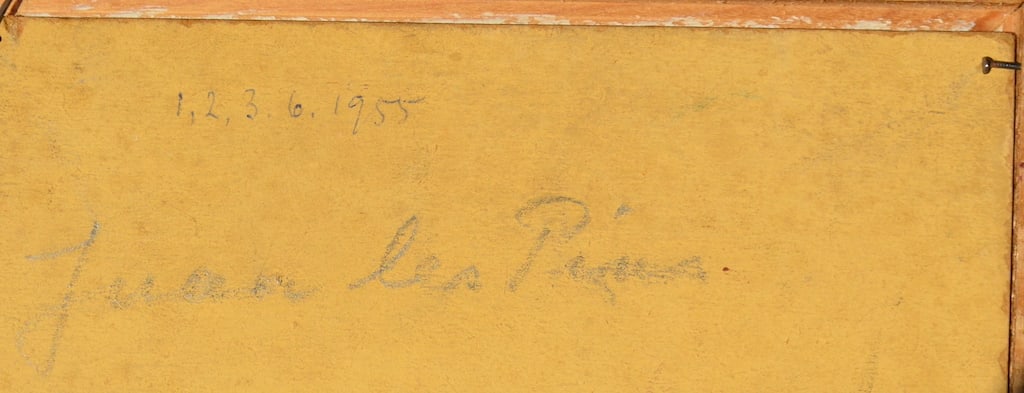 1, 2, 3. 6. 1955
Juan les Pins